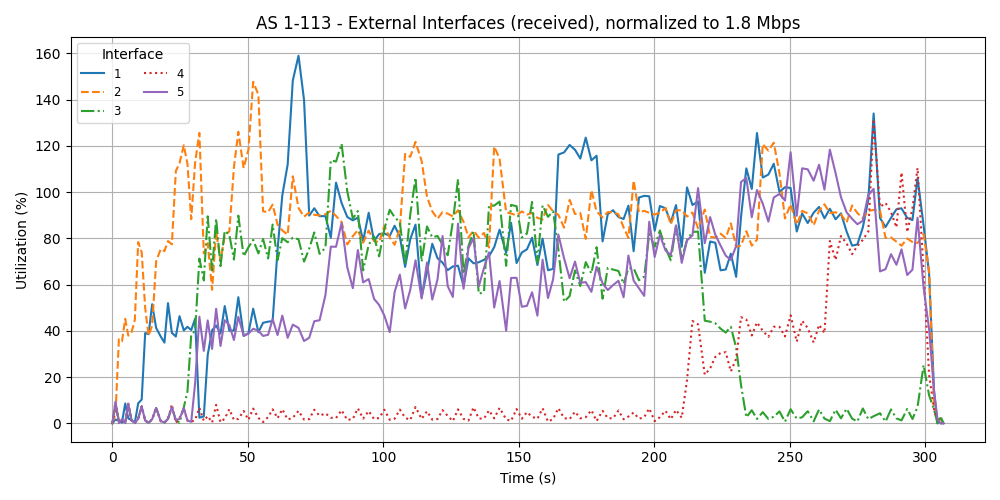 AS 1-113 - External Interfaces (received), normalized to 1.8 Mbps
Interface
1 4
2 5
3
Utilization (%)
160
140
120
100
80
60
40
20
0
0 50 100 150 200 250 300
Time (s)